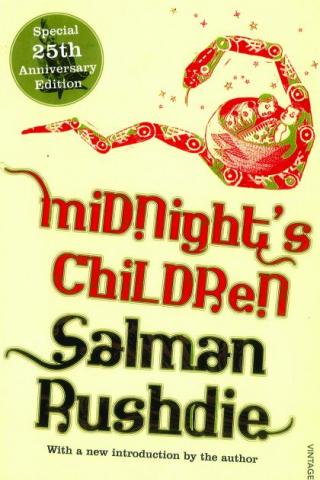 Special
25th
Anniversary
Edition
miDNight's
ChiLDReN
Salman
Rushdie
With a new introduction by the author
VINTAGE